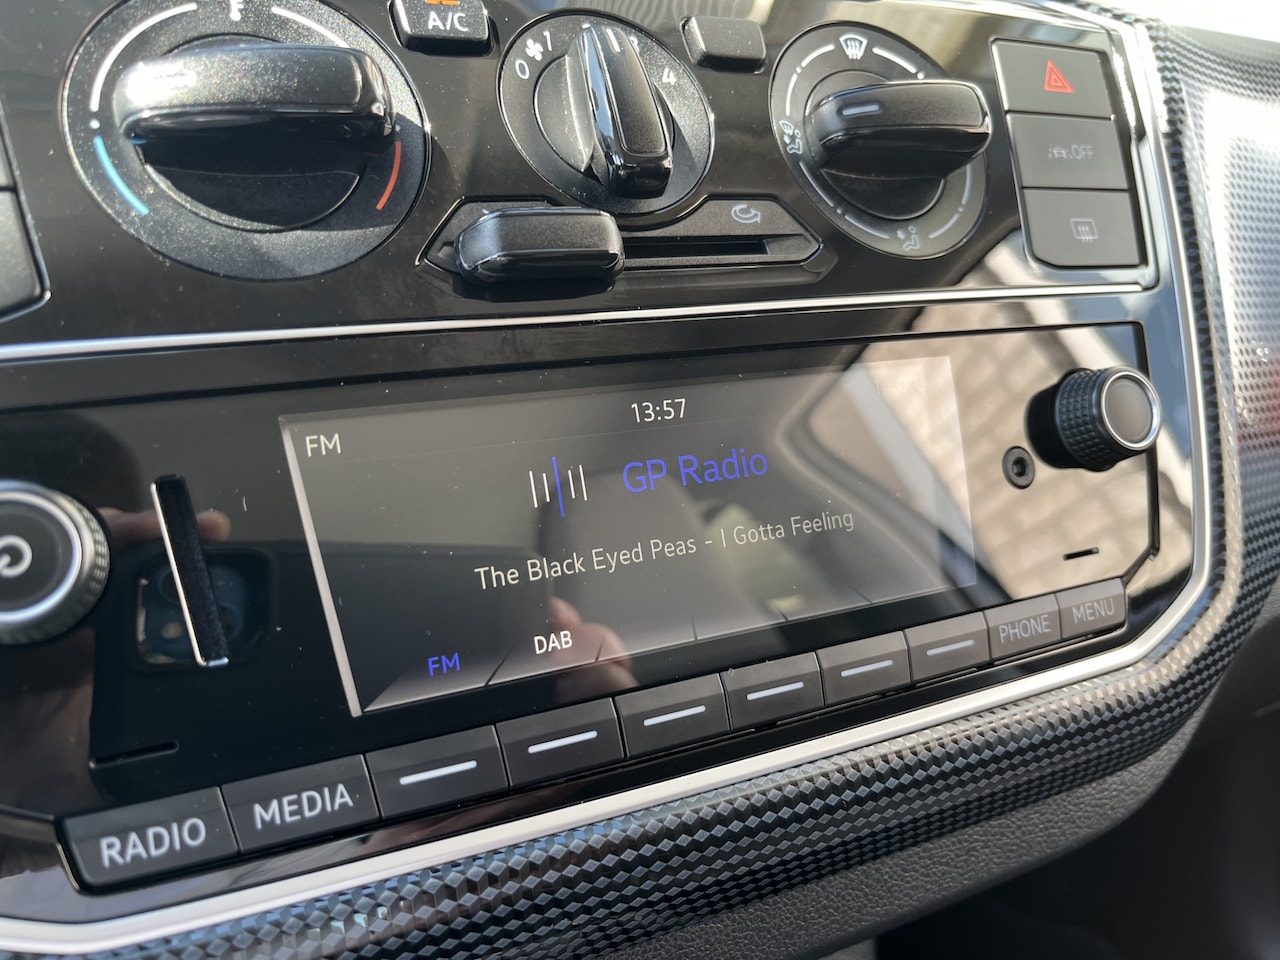 A/C
0 1 4
OFF
13:57
FM
GP Radio
The Black Eyed Peas - I Gotta Feeling
FM DAB
RADIO MEDIA PHONE MENU